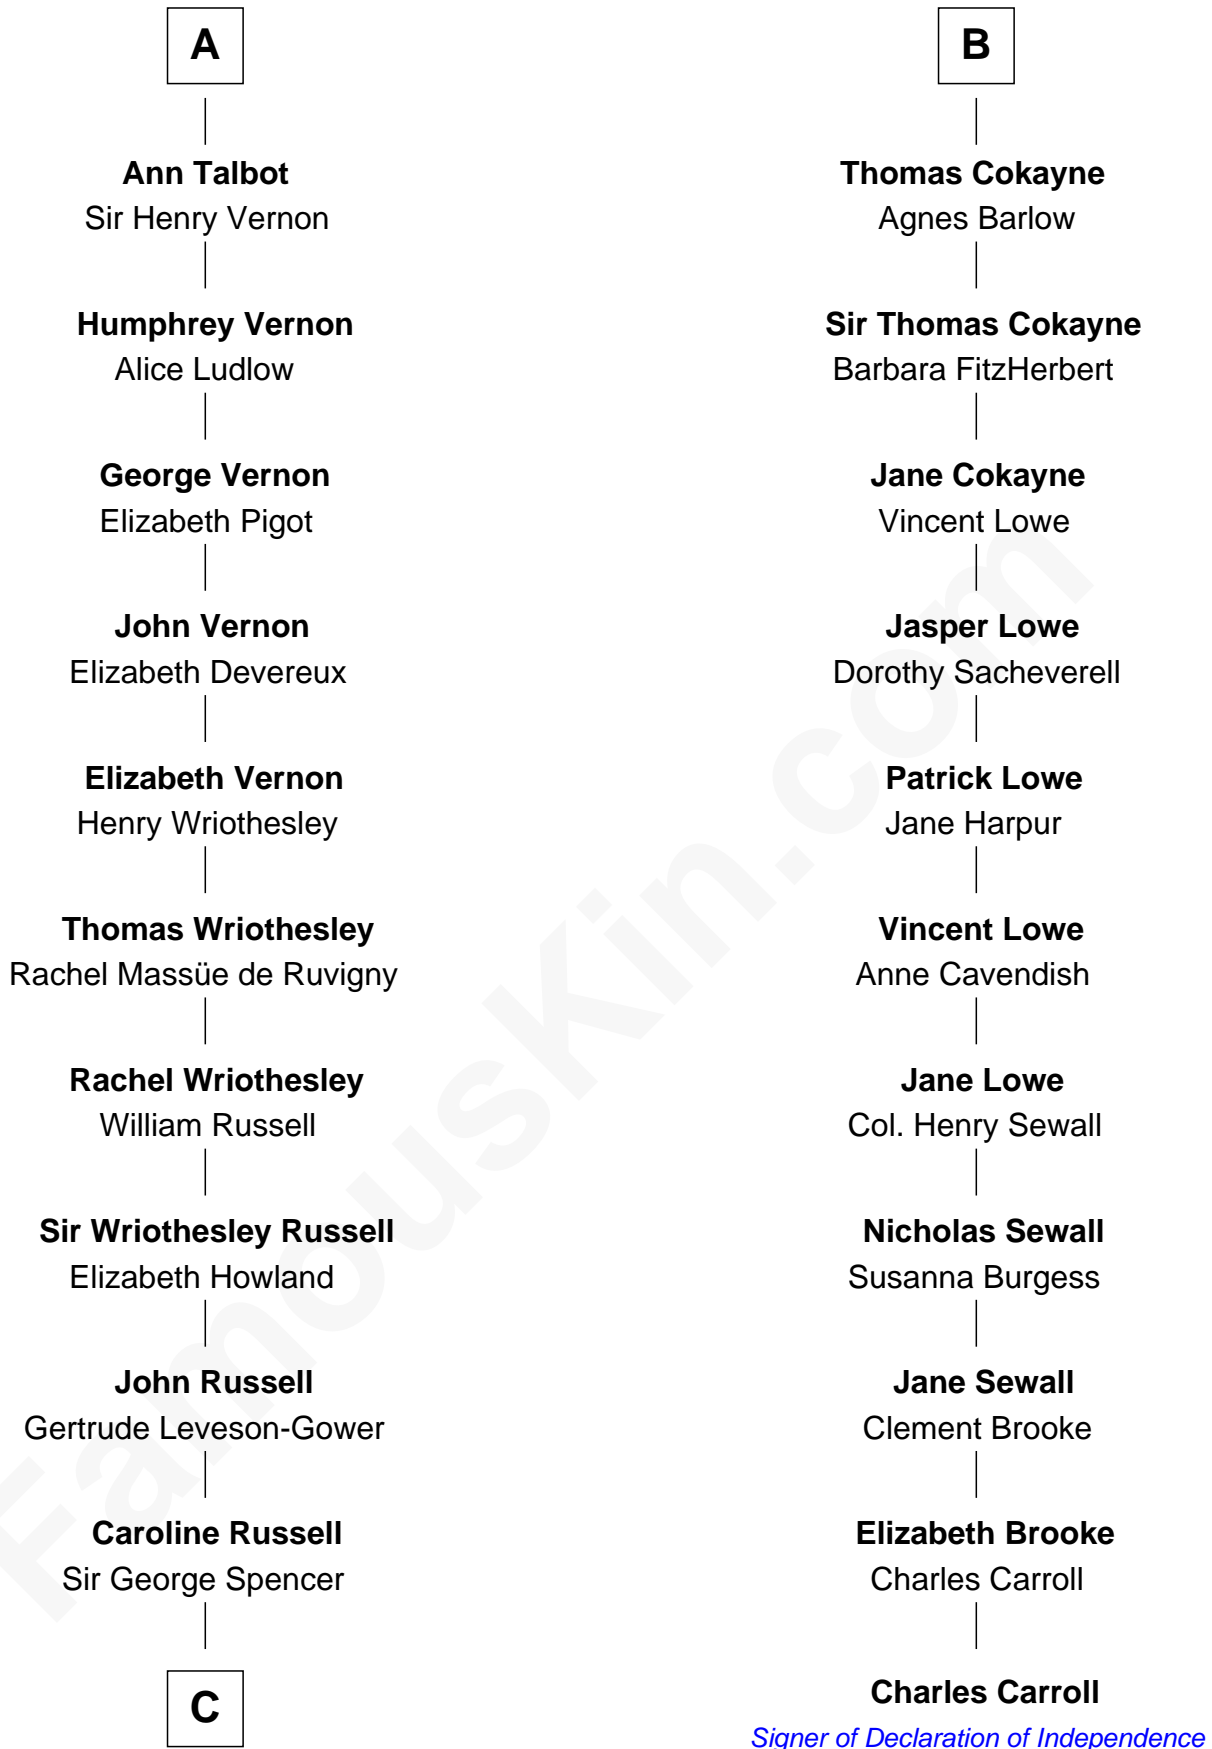 A
Ann Talbot
Sir Henry Vernon
Humphrey Vernon
Alice Ludlow
George Vernon
Elizabeth Pigot
John Vernon
Elizabeth Devereux
Elizabeth Vernon
Henry Wriothesley
Thomas Wriothesley
Rachel Massüe de Ruvigny
Rachel Wriothesley
William Russell
Sir Wriothesley Russell
Elizabeth Howland
John Russell
Gertrude Leveson-Gower
Caroline Russell
Sir George Spencer
C
B
Thomas Cokayne
Agnes Barlow
Sir Thomas Cokayne
Barbara FitzHerbert
Jane Cokayne
Vincent Lowe
Jasper Lowe
Dorothy Sacheverell
Patrick Lowe
Jane Harpur
Vincent Lowe
Anne Cavendish
Jane Lowe
Col. Henry Sewall
Nicholas Sewall
Susanna Burgess
Jane Sewall
Clement Brooke
Elizabeth Brooke
Charles Carroll
Charles Carroll
Signer of Declaration of Independence
FamousKin.com